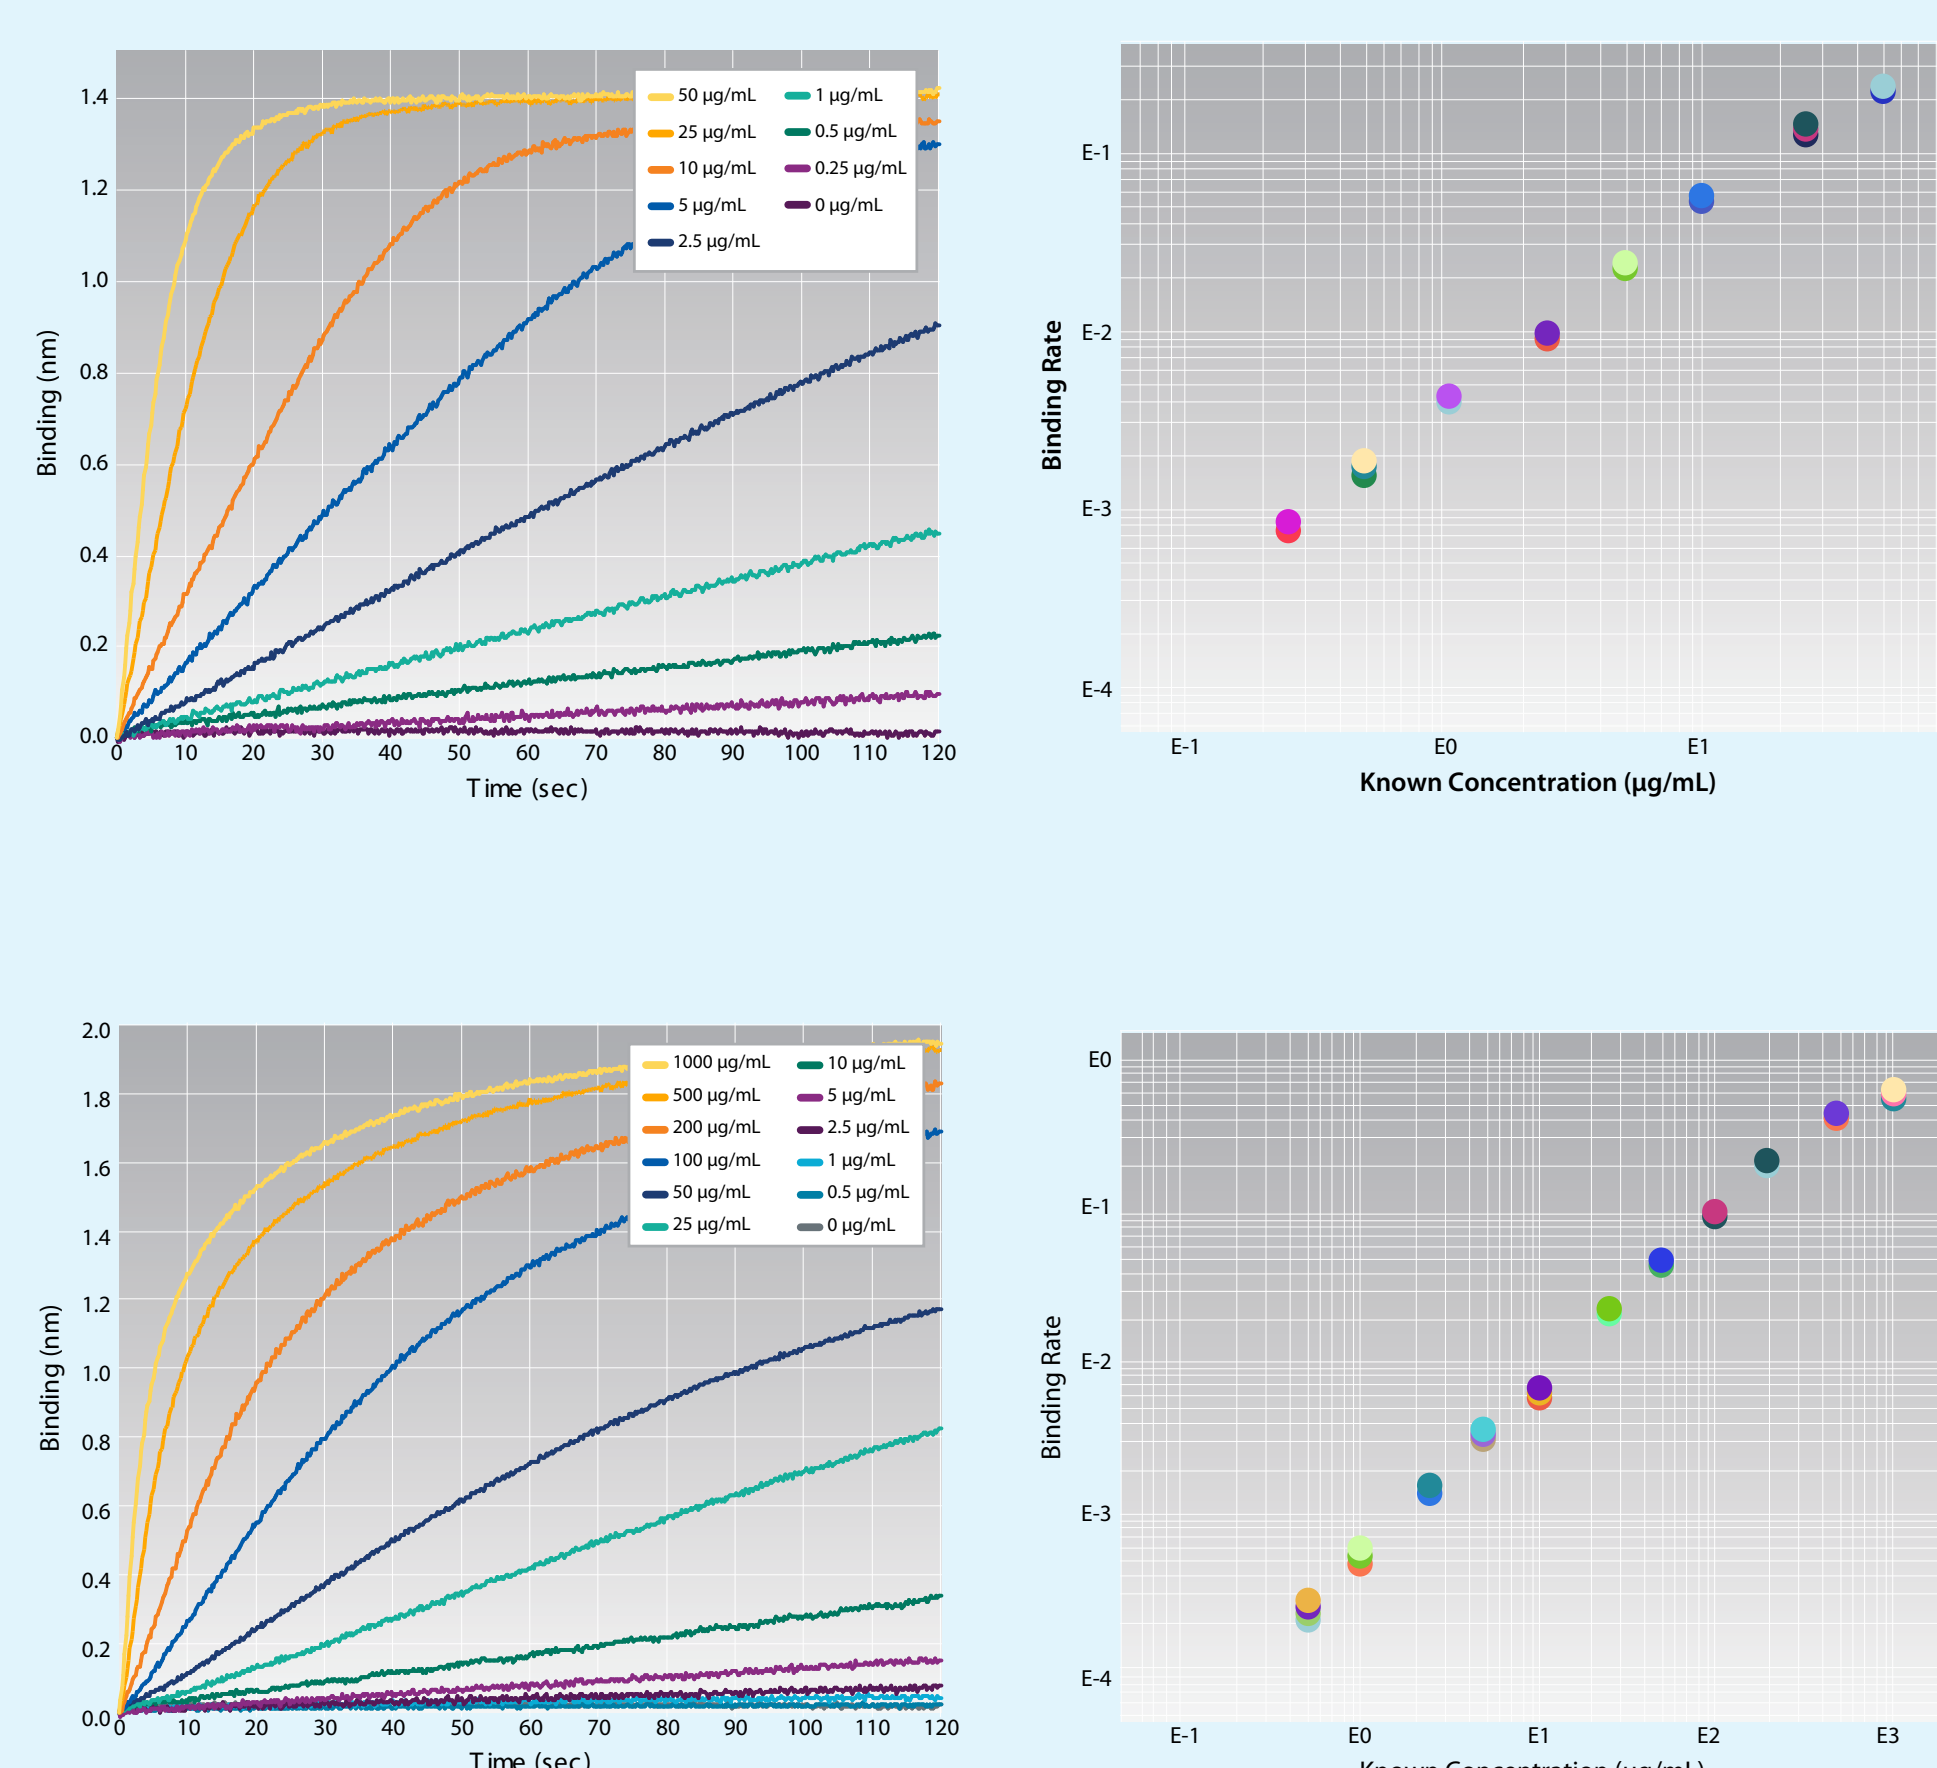 1.4
1.2
1.0
0.8
0.6
0.4
0.2
0.0
Binding (nm)
50 µg/mL
25 µg/mL
10 µg/mL
5 µg/mL
2.5 µg/mL
1 µg/mL
0.5 µg/mL
0.25 µg/mL
0 µg/mL
0 10 20 30 40 50 60 70 80 90 100 110 120
Time (sec)
E-1
E-2
E-3
E-4
Binding Rate
E-1 E0 E1
Known Concentration (µg/mL)
2.0
1.8
1.6
1.4
1.2
1.0
0.8
0.6
0.4
0.2
0.0
Binding (nm)
1000 µg/mL
500 µg/mL
200 µg/mL
100 µg/mL
50 µg/mL
25 µg/mL
10 µg/mL
5 µg/mL
2.5 µg/mL
1 µg/mL
0.5 µg/mL
0 µg/mL
0 10 20 30 40 50 60 70 80 90 100 110 120
Time (sec)
E0
E-1
E-2
E-3
E-4
Binding Rate
E-1 E0 E1 E2 E3
Known Concentration (µg/mL)